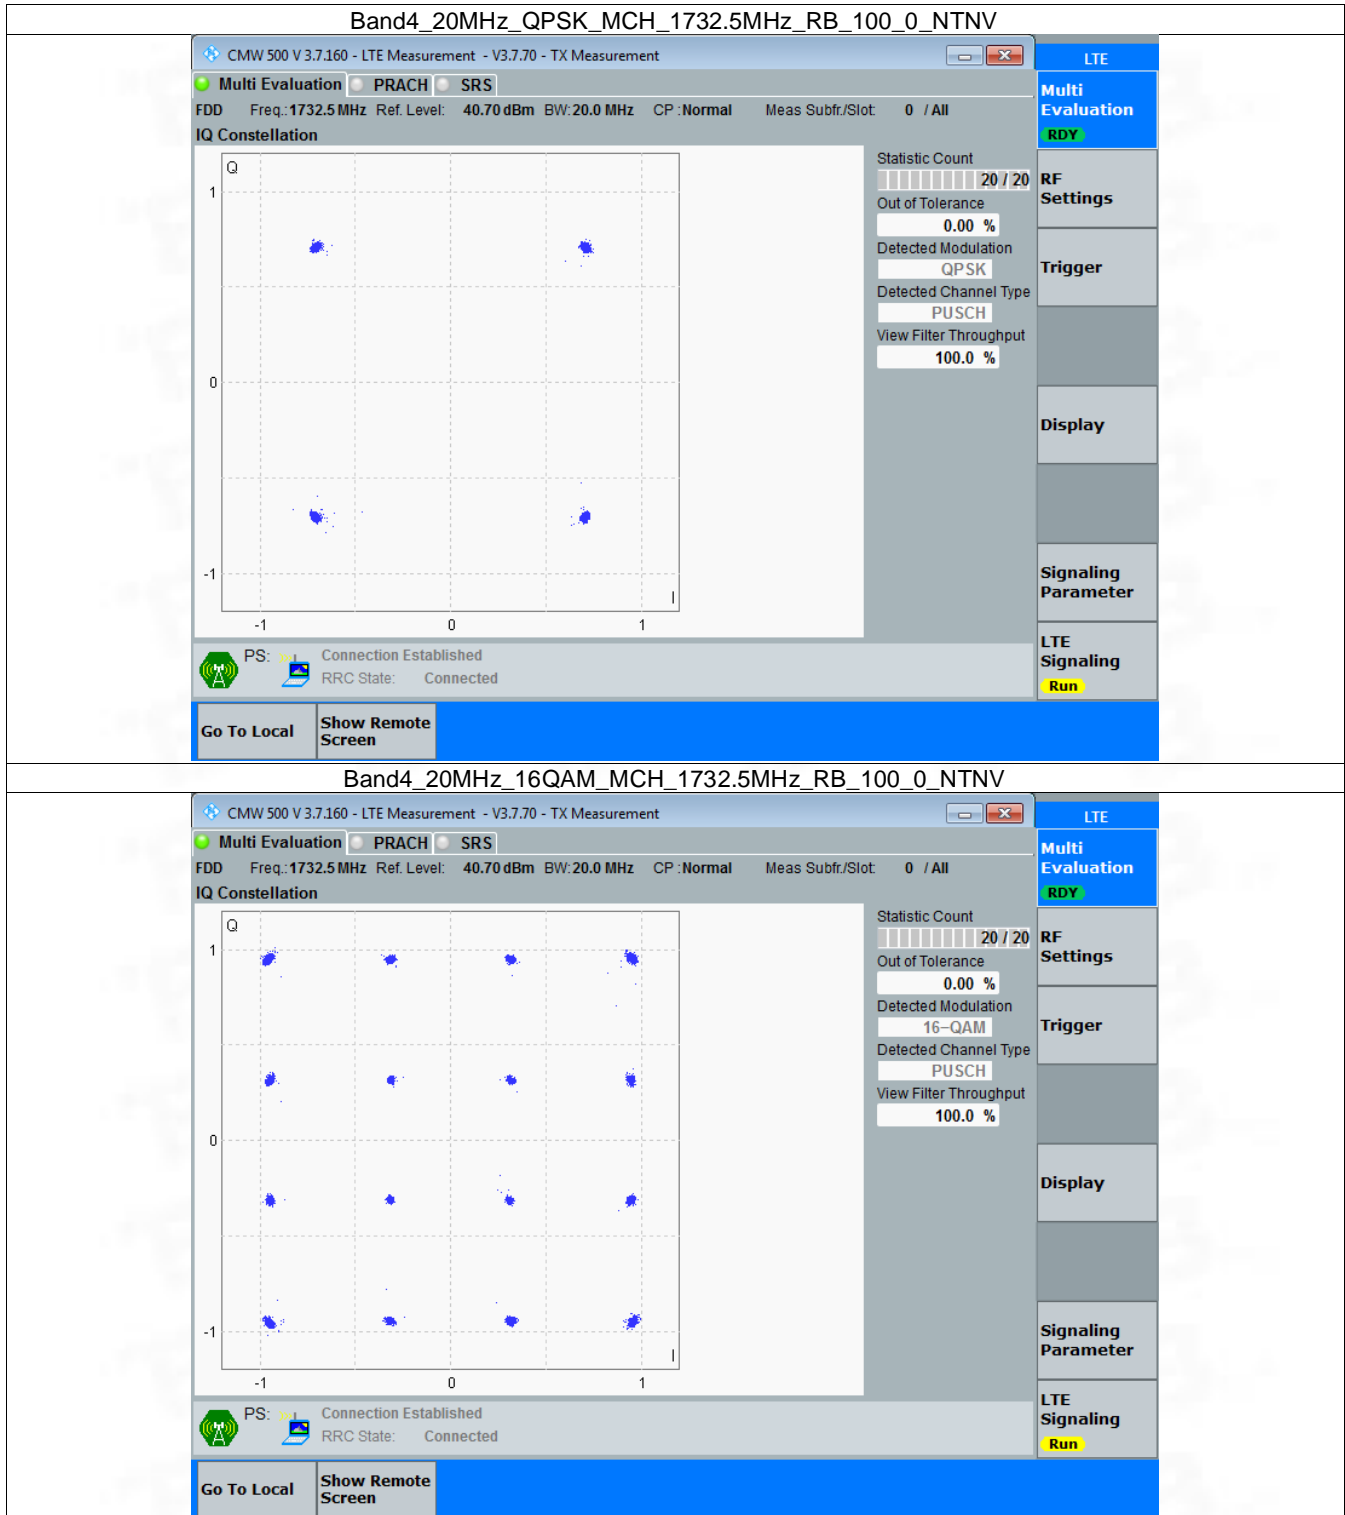 Band4_20MHz_QPSK_MCH_1732.5MHz_RB_100_0_NTNV
CMW 500 V 3.7.160 - LTE Measurement - V3.7.70 - TX Measurement
LTE
Multi Evaluation PRACH SRS
Multi
Evaluation
RDY
FDD Freq.: 1732.5 MHz Ref. Level: 40.70 dBm BW: 20.0 MHz CP : Normal Meas Subfr./Slot: 0 / All
IQ Constellation
Q
1
0
-1
I
-1 0 1
Statistic Count
20 / 20
Out of Tolerance
0.00 %
Detected Modulation
QPSK
Detected Channel Type
PUSCH
View Filter Throughput
100.0 %
RF
Settings
Trigger
Display
Signaling
Parameter
LTE
Signaling
Run
PS: Connection Established
RRC State: Connected
Go To Local
Show Remote
Screen
Band4_20MHz_16QAM_MCH_1732.5MHz_RB_100_0_NTNV
CMW 500 V 3.7.160 - LTE Measurement - V3.7.70 - TX Measurement
LTE
Multi Evaluation PRACH SRS
Multi
Evaluation
RDY
FDD Freq.: 1732.5 MHz Ref. Level: 40.70 dBm BW: 20.0 MHz CP : Normal Meas Subfr./Slot: 0 / All
IQ Constellation
Q
1
0
-1
I
-1 0 1
Statistic Count
20 / 20
Out of Tolerance
0.00 %
Detected Modulation
16-QAM
Detected Channel Type
PUSCH
View Filter Throughput
100.0 %
RF
Settings
Trigger
Display
Signaling
Parameter
LTE
Signaling
Run
PS: Connection Established
RRC State: Connected
Go To Local
Show Remote
Screen